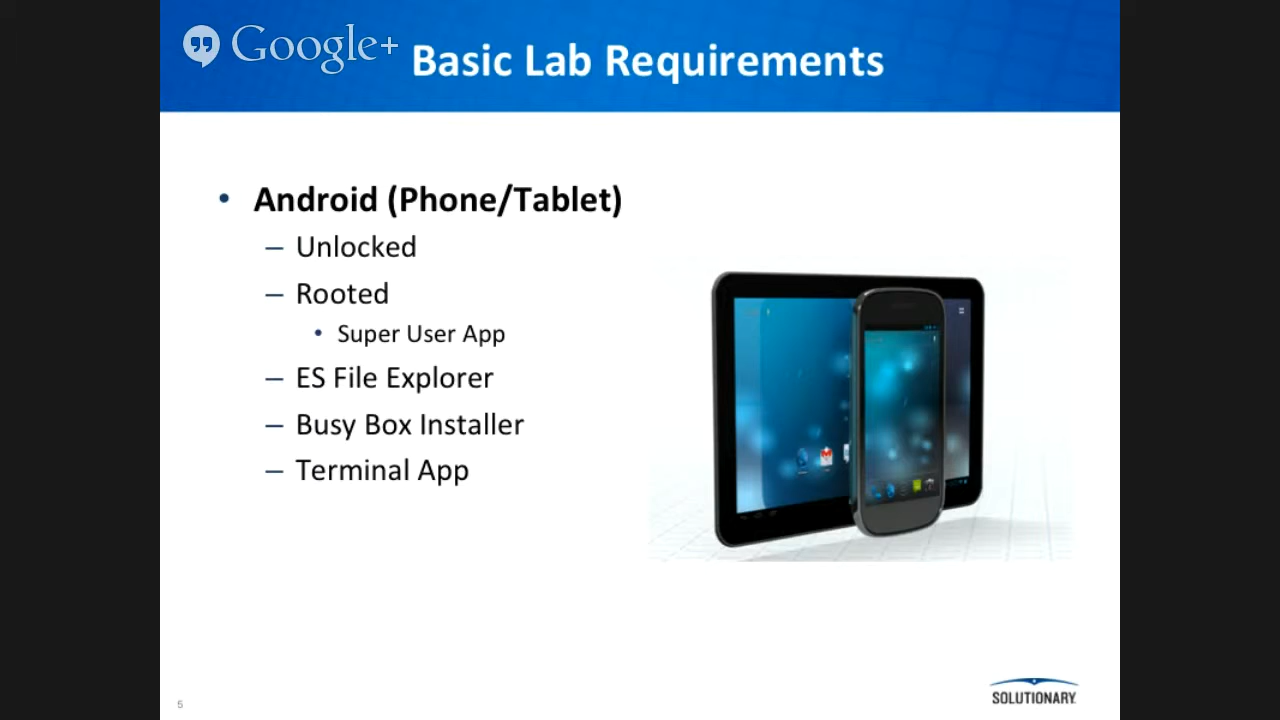 Google+
Basic Lab Requirements
• Android (Phone/Tablet)
– Unlocked
– Rooted
• Super User App
– ES File Explorer
– Busy Box Installer
– Terminal App
5
SOLUTIONARY